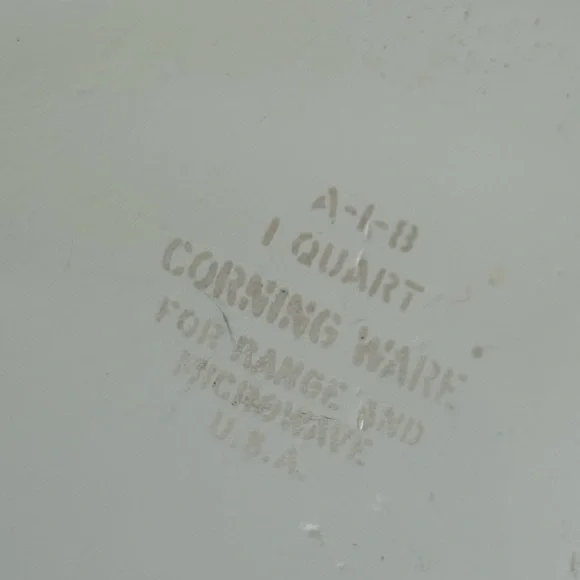 A-1-B
1 QUART
CORNING WARE
FOR RANGE AND
MICROWAVE
U.S.A.